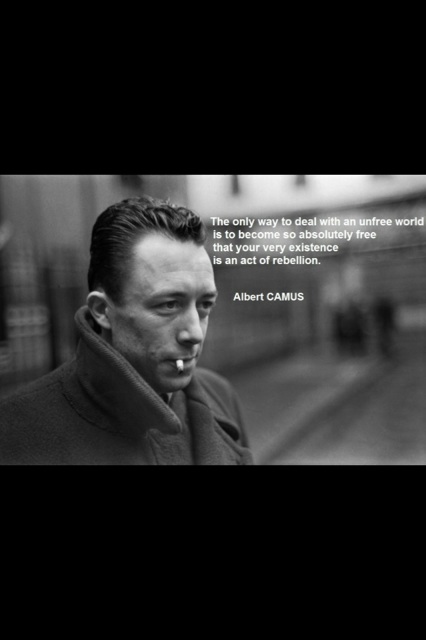 The only way to deal with an unfree world
is to become so absolutely free
that your very existence
is an act of rebellion.
Albert CAMUS